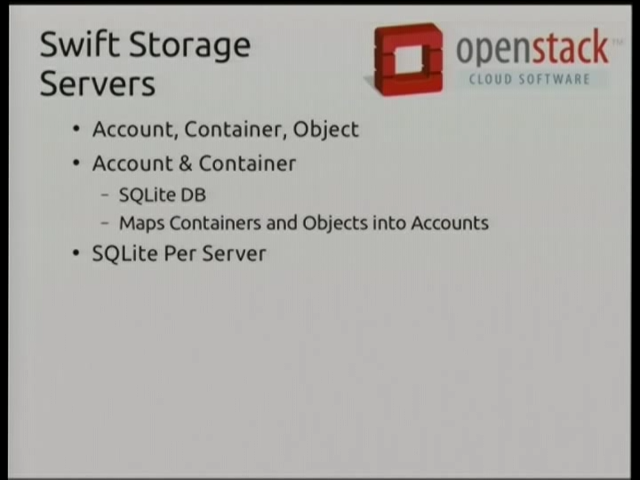 Swift Storage
Servers
openstack™
CLOUD SOFTWARE
• Account, Container, Object
• Account & Container
– SQLite DB
– Maps Containers and Objects into Accounts
• SQLite Per Server